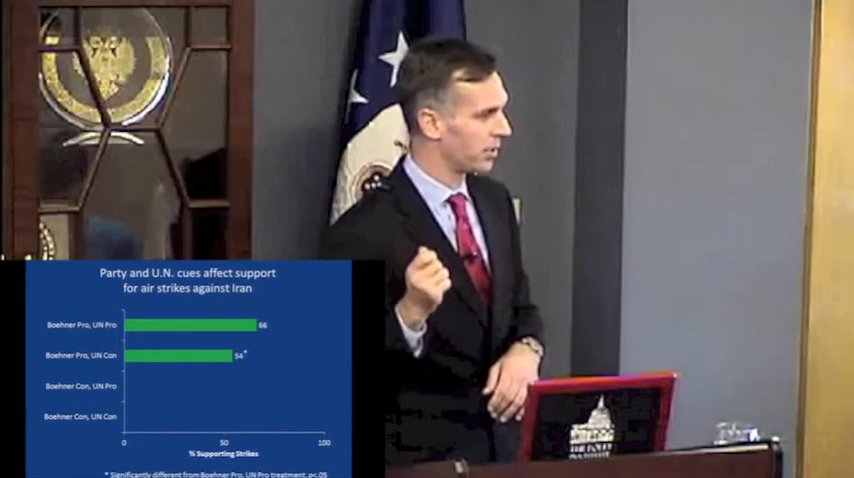 Party and U.N. cues affect support
for air strikes against Iran
Boehner Pro, UN Pro
66
Boehner Pro, UN Con
54*
Boehner Con, UN Pro
Boehner Con, UN Con
0
50
100
% Supporting Strikes
* Significantly different from Boehner Pro, UN Pro treatment, p<.05